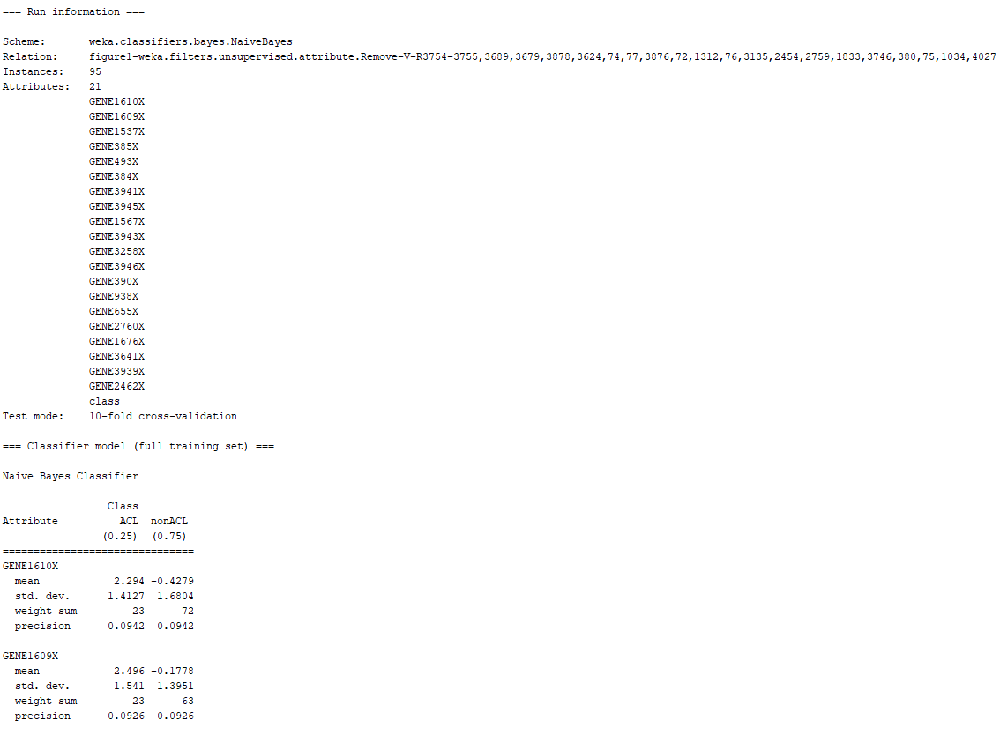 === Run information ===
Scheme: weka.classifiers.bayes.NaiveBayes
Relation: figure1-weka.filters.unsupervised.attribute.Remove-V-R3754-3755,3689,3679,3878,3624,74,77,3876,72,1312,76,3135,2454,2759,1833,3746,380,75,1034,4027
Instances: 95
Attributes: 21
GENE1610X
GENE1609X
GENE1537X
GENE385X
GENE493X
GENE384X
GENE3941X
GENE3945X
GENE1567X
GENE3943X
GENE3258X
GENE3946X
GENE390X
GENE938X
GENE655X
GENE2760X
GENE1676X
GENE3641X
GENE3939X
GENE2462X
class
Test mode: 10-fold cross-validation
=== Classifier model (full training set) ===
Naive Bayes Classifier
Class
Attribute ACL nonACL
(0.25) (0.75)
===============================
GENE1610X
mean 2.294 -0.4279
std. dev. 1.4127 1.6804
weight sum 23 72
precision 0.0942 0.0942
GENE1609X
mean 2.496 -0.1778
std. dev. 1.541 1.3951
weight sum 23 63
precision 0.0926 0.0926